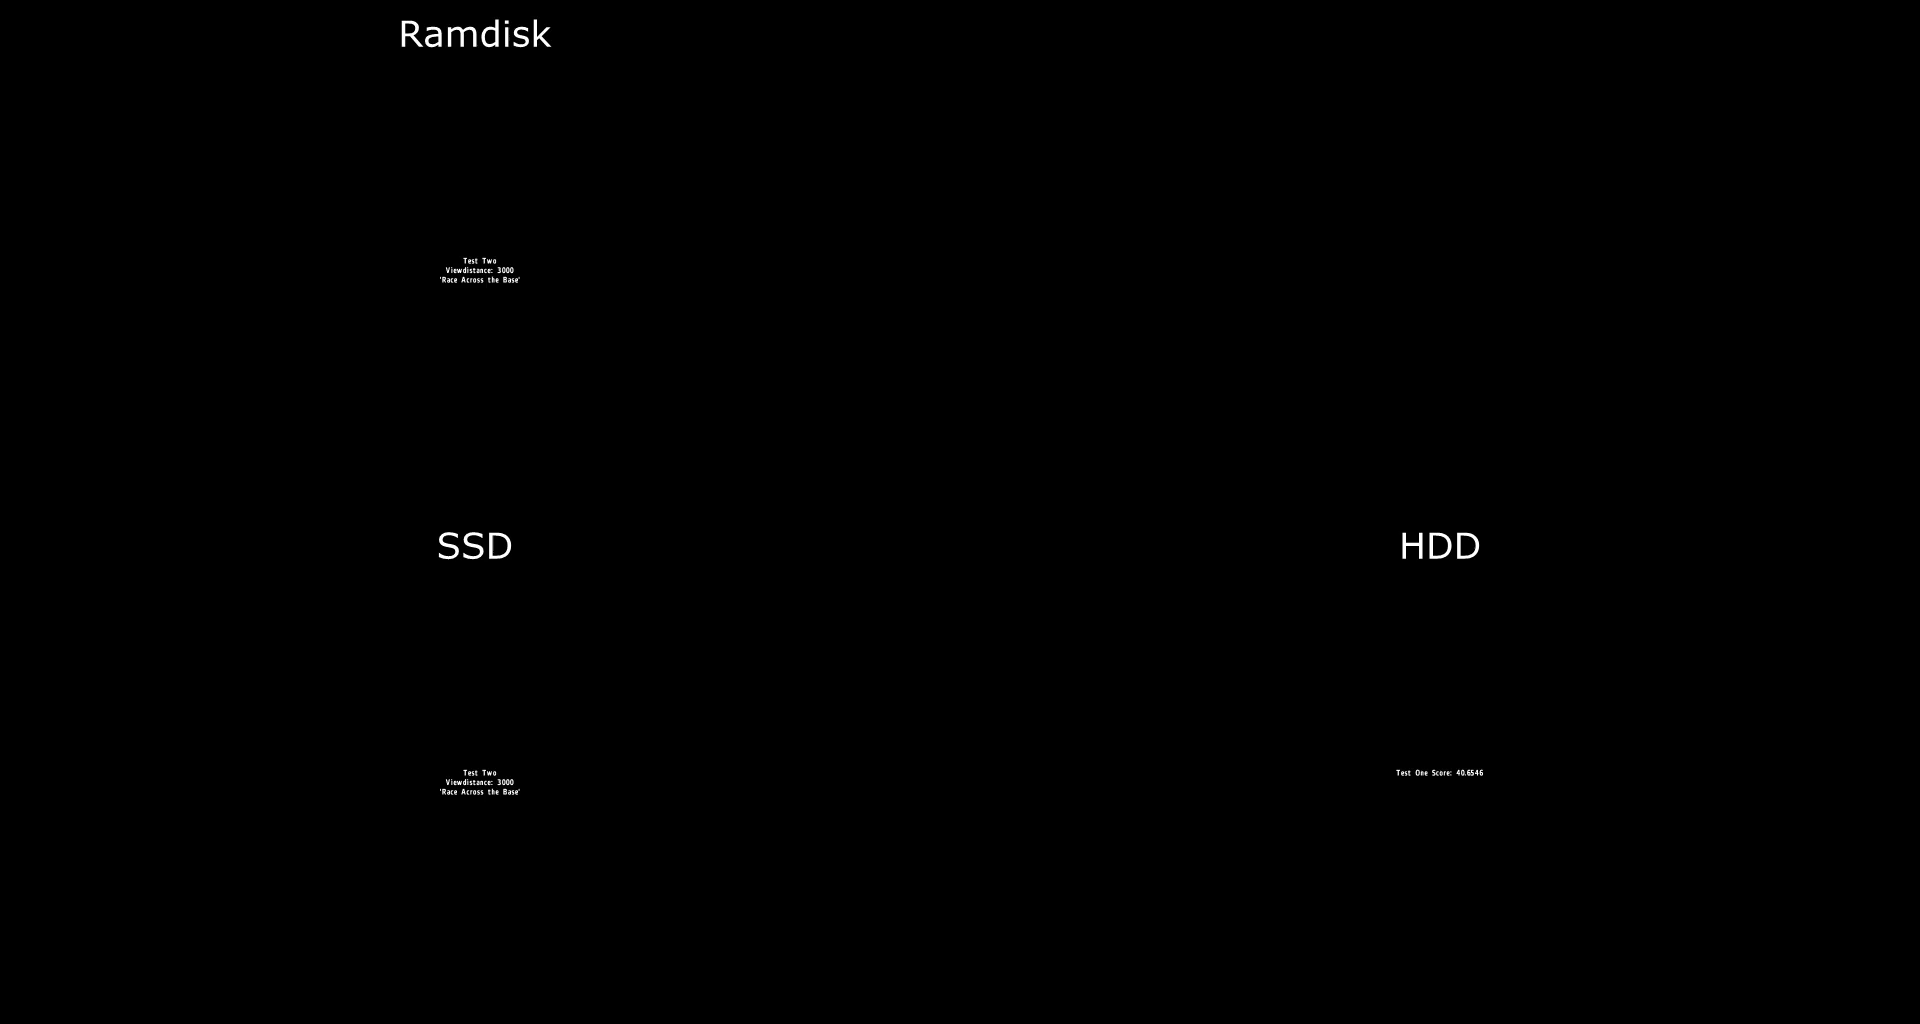 Ramdisk
Test Two
Viewdistance: 3000
'Race Across the Base'
SSD
Test Two
Viewdistance: 3000
'Race Across the Base'
HDD
Test One Score: 40.6546